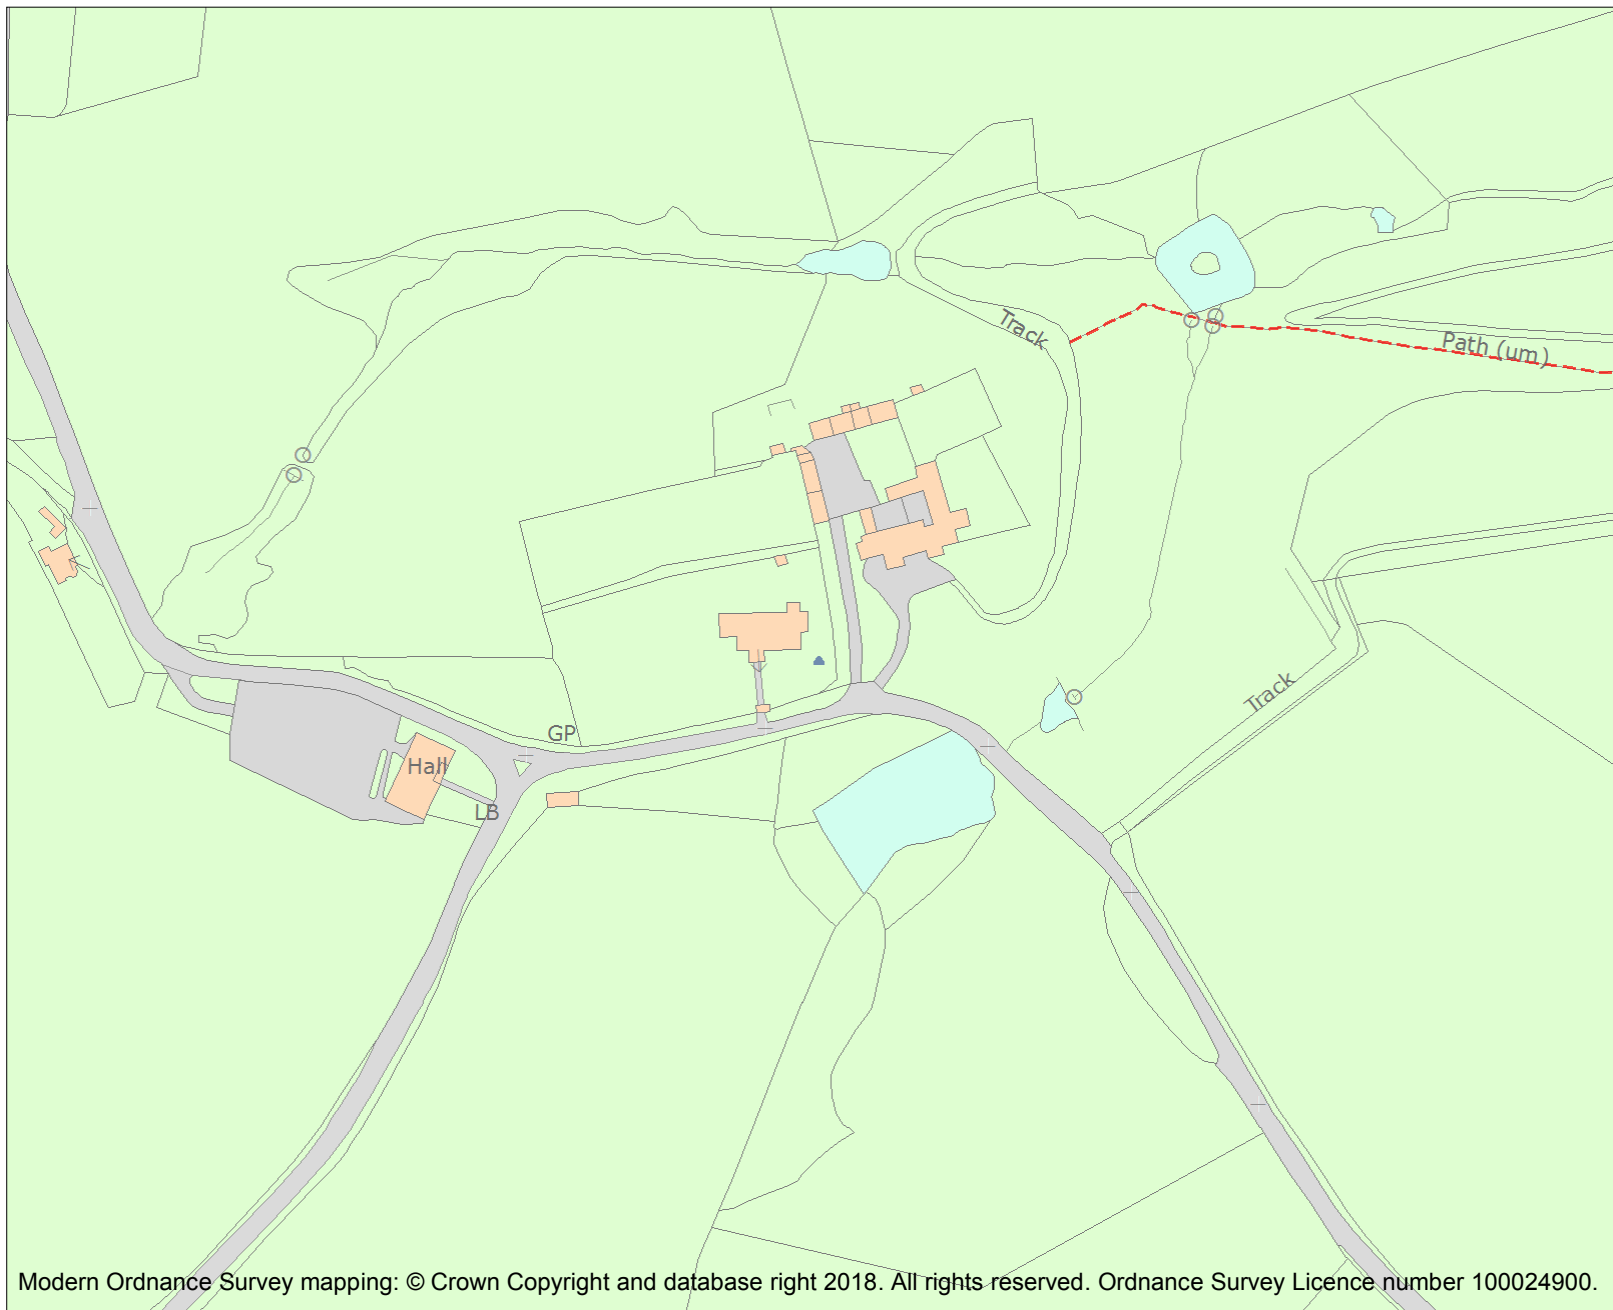 Track
Path (um)
Track
GP
Hall
LB
Modern Ordnance Survey mapping: © Crown Copyright and database right 2018. All rights reserved. Ordnance Survey Licence number 100024900.